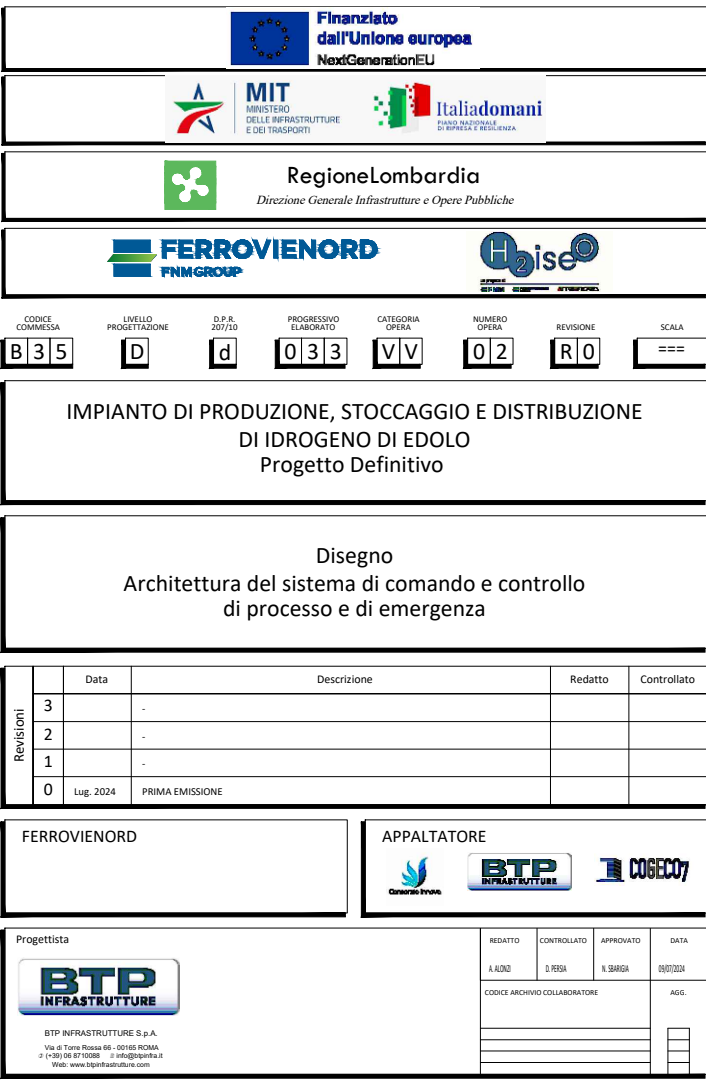 Finanziato
dall'Unione europea
NextGenerationEU
MIT
MINISTERO
DELLE INFRASTRUTTURE
E DEI TRASPORTI
Italiadomani
PIANO NAZIONALE
DI RIPRESA E RESILIENZA
RegioneLombardia
Direzione Generale Infrastrutture e Opere Pubbliche
FERROVIENORD
FNMGROUP
H2iseO
CODICE COMMESSA
LIVELLO PROGETTAZIONE
D.P.R. 207/10
PROGRESSIVO ELABORATO
CATEGORIA OPERA
NUMERO OPERA
REVISIONE
SCALA
B 3 5 D d 0 3 3 V V 0 2 R 0 ===
IMPIANTO DI PRODUZIONE, STOCCAGGIO E DISTRIBUZIONE
DI IDROGENO DI EDOLO
Progetto Definitivo
Disegno
Architettura del sistema di comando e controllo
di processo e di emergenza
Revisioni
Data Descrizione Redatto Controllato
3 -
2 -
1 -
0 Lug. 2024 PRIMA EMISSIONE
FERROVIENORD
APPALTATORE
Consorzio Innova
BTP
INFRASTRUTTURE
COGECO7
Progettista
BTP
INFRASTRUTTURE
BTP INFRASTRUTTURE S.p.A.
Via di Torre Rossa 66 - 00165 ROMA
(+39) 06 8710088 info@btpinfra.it
Web: www.btpinfrastrutture.com
REDATTO CONTROLLATO APPROVATO DATA
A. ALONZI D. PERSIA N. SBARIGIA 09/07/2024
CODICE ARCHIVIO COLLABORATORE AGG.